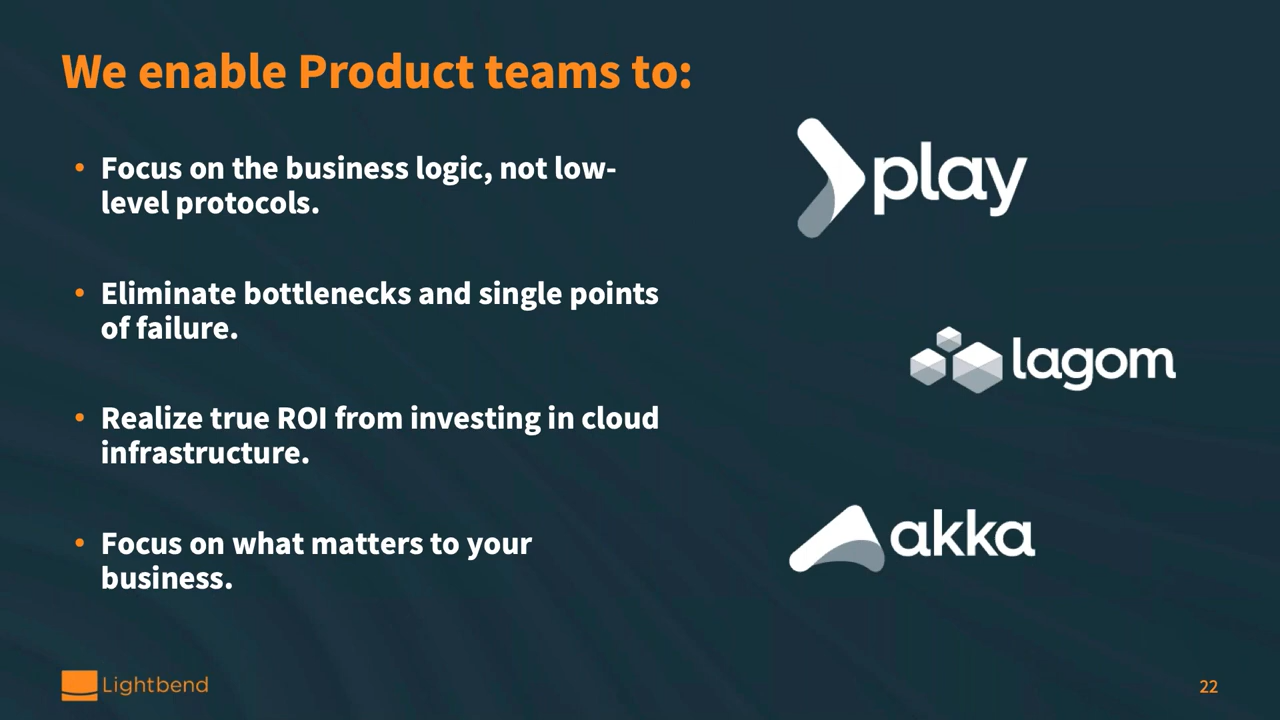 We enable Product teams to:
• Focus on the business logic, not low-
level protocols.
• Eliminate bottlenecks and single points
of failure.
• Realize true ROI from investing in cloud
infrastructure.
• Focus on what matters to your
business.
play
lagom
akka
Lightbend
22